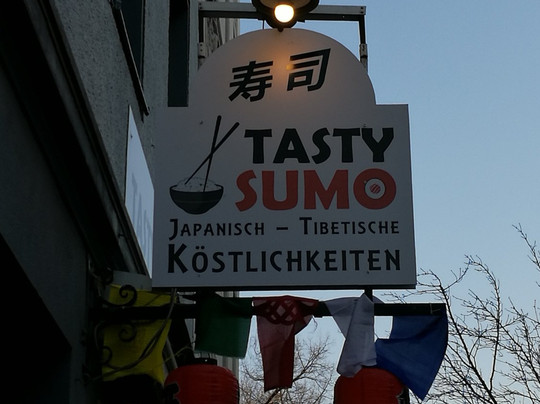 寿司
TASTY
SUMO
JAPANISCH – TIBETISCHE
KÖSTLICHKEITEN